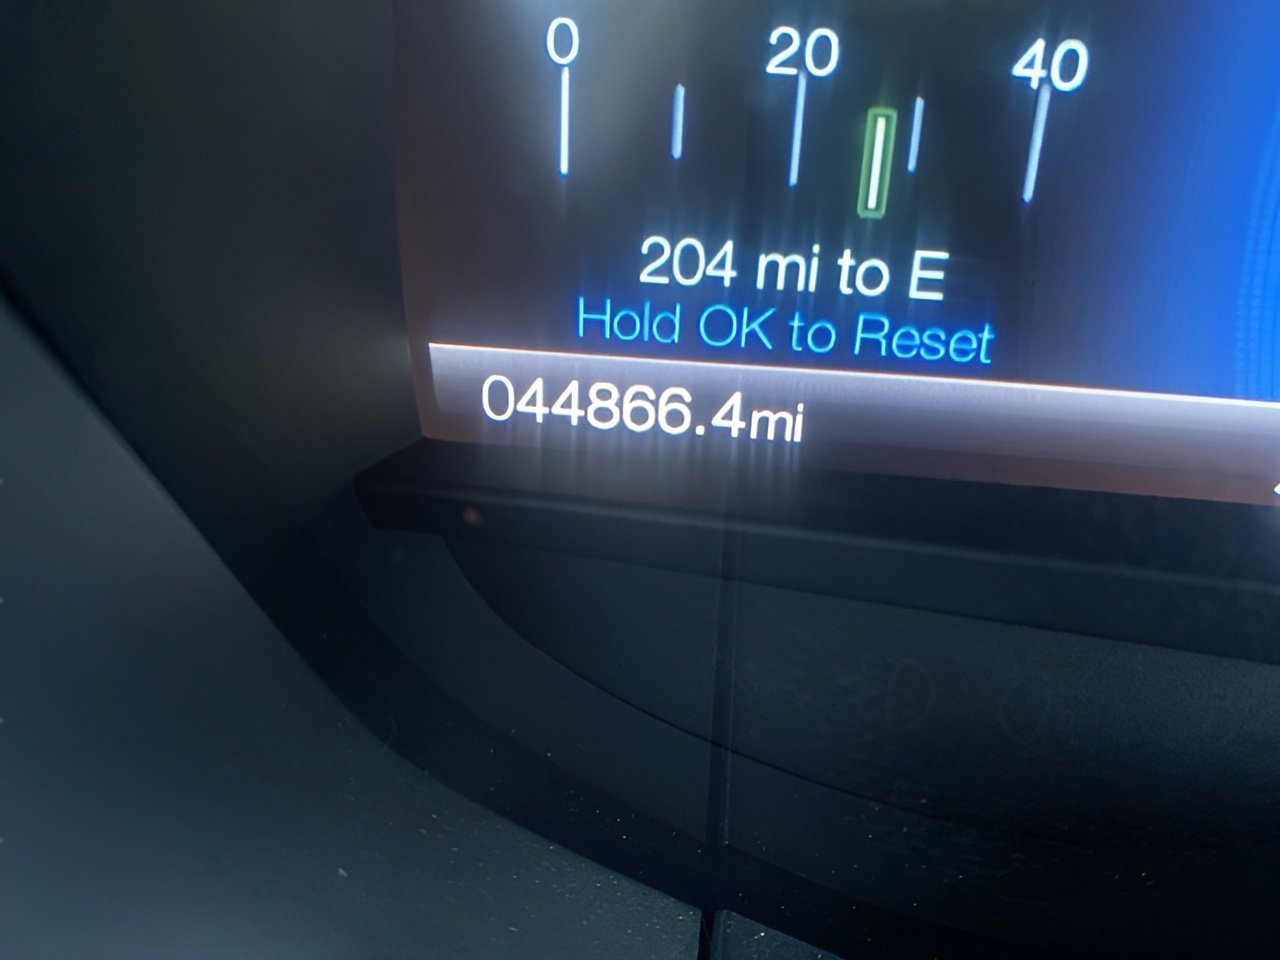 0 20 40
204 mi to E
Hold OK to Reset
044866.4mi